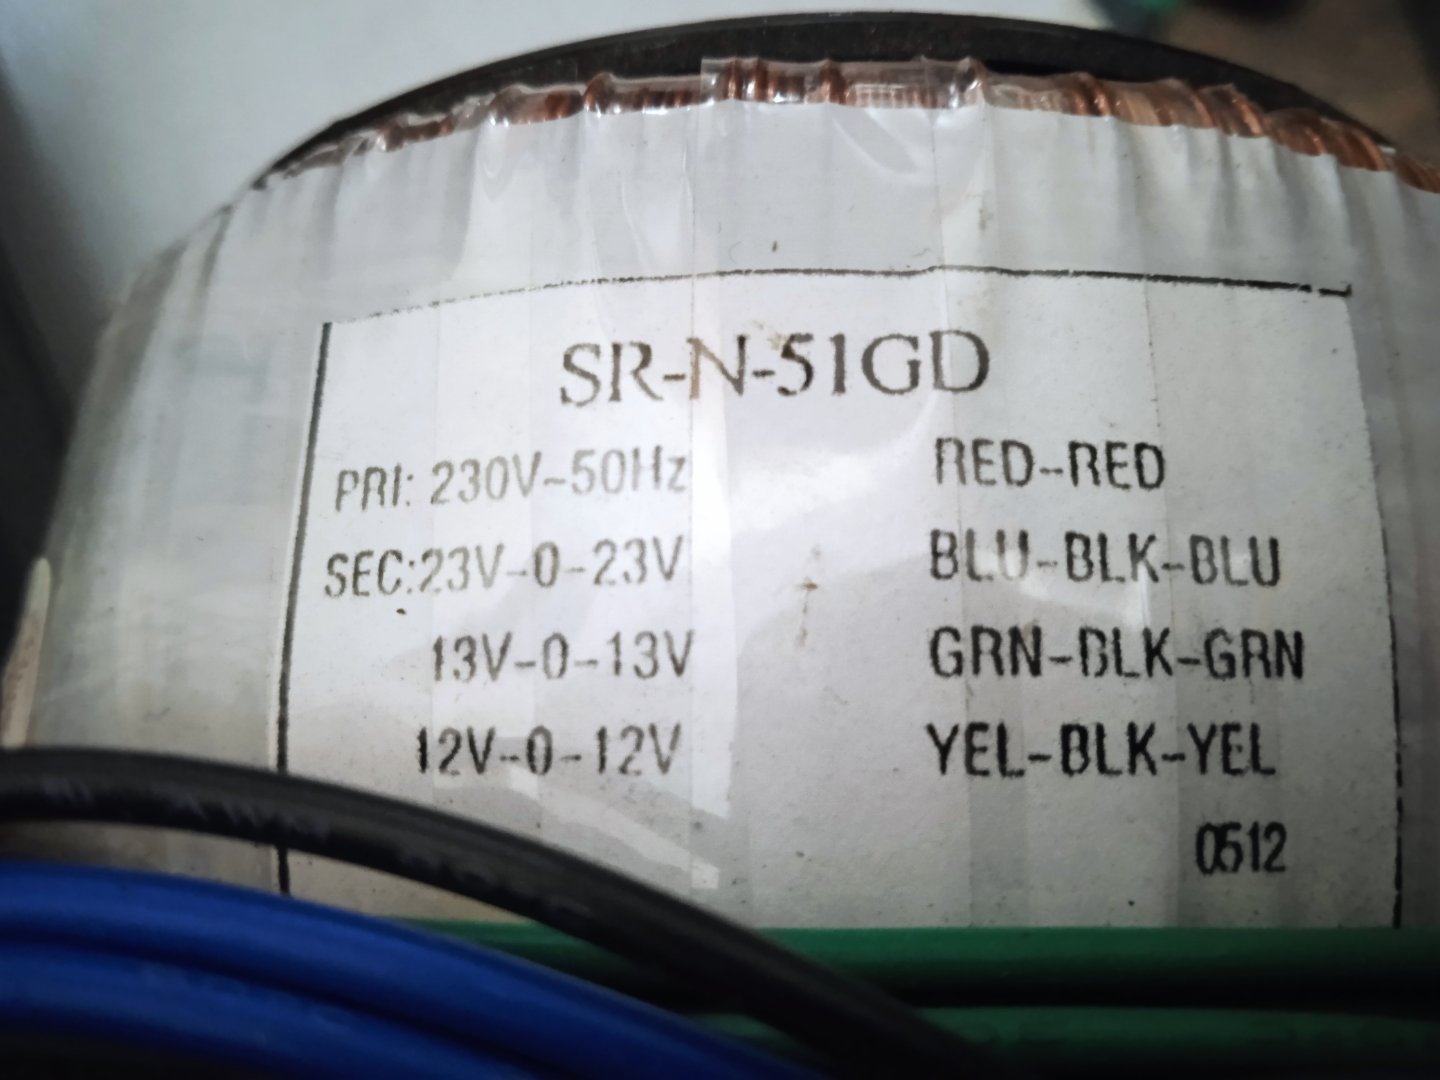 SR-N-51GD
PRI: 230V~50Hz RED-RED
SEC:23V-0-23V BLU-BLK-BLU
13V-0-13V GRN-BLK-GRN
12V-0-12V YEL-BLK-YEL
0512